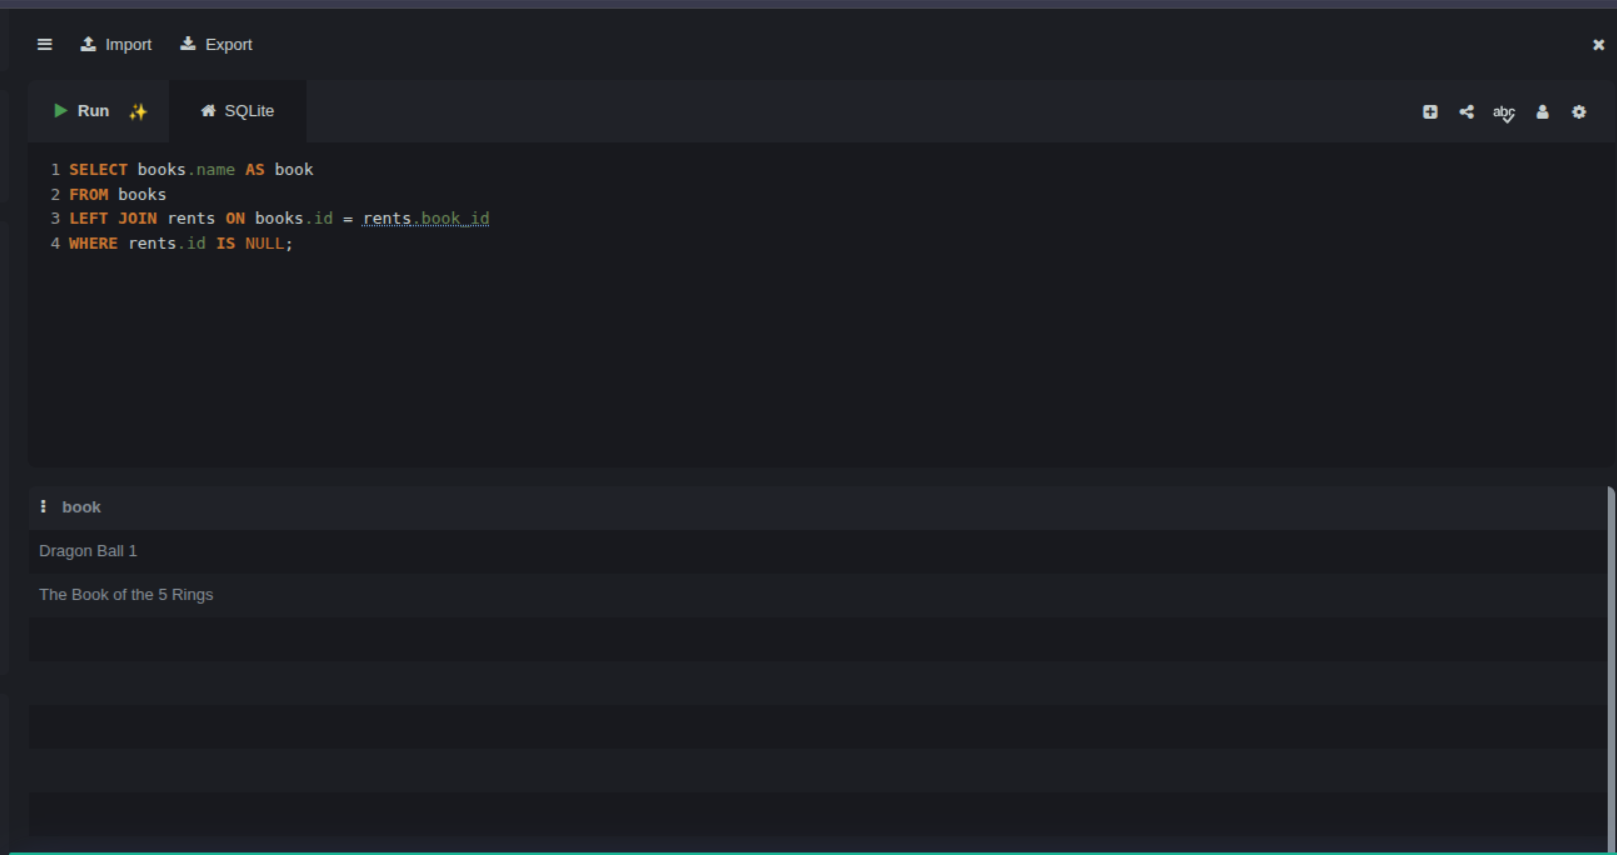 Import Export
Run SQLite abc
1 SELECT books.name AS book
2 FROM books
3 LEFT JOIN rents ON books.id = rents.book_id
4 WHERE rents.id IS NULL;
book
Dragon Ball 1
The Book of the 5 Rings